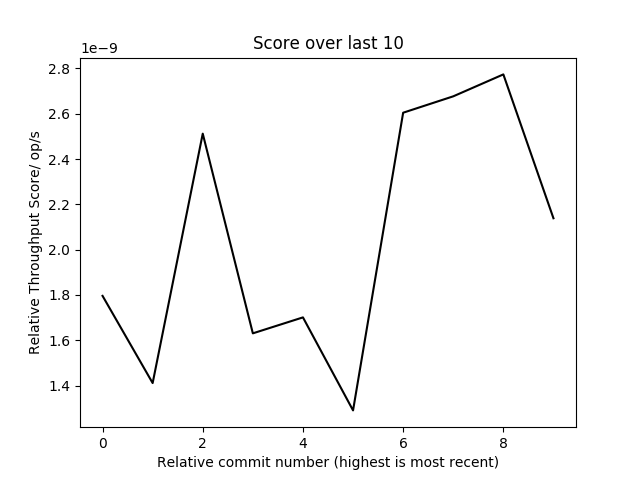 Score over last 10
1e−9
2.8
2.6
2.4
2.2
2.0
1.8
1.6
1.4
Relative Throughput Score/ op/s
0 2 4 6 8
Relative commit number (highest is most recent)